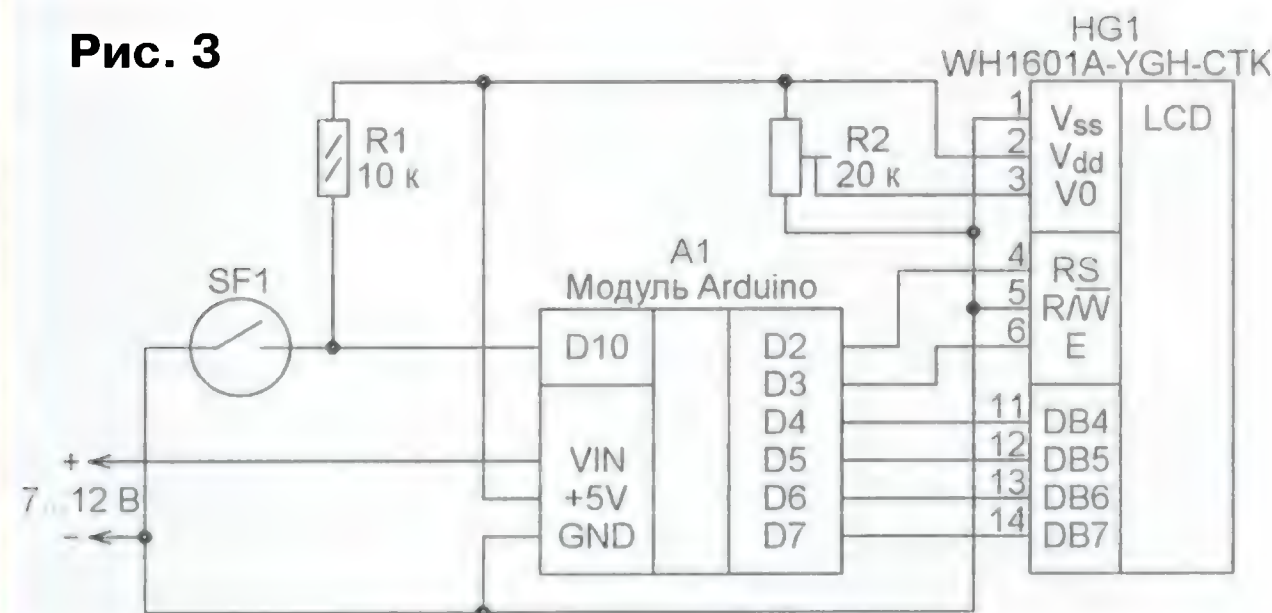 Рис. 3
HG1
WH1601A-YGH-CTK
R1
10 к
R2
20 к
1
2
3
4
5
6
11
12
13
14
Vss
Vdd
V0
RS
R/W̅
E
DB4
DB5
DB6
DB7
LCD
A1
Модуль Arduino
SF1
D10
VIN
+5V
GND
D2
D3
D4
D5
D6
D7
+
7...12 В
−